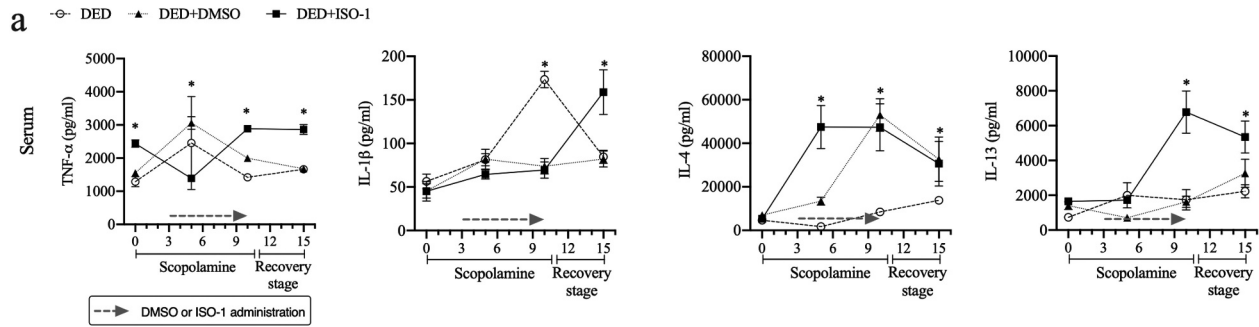 a
DED DED+DMSO DED+ISO-1
Serum
TNF-α (pg/ml)
5000
4000
3000
2000
1000
0
* * * *
0 3 6 9 12 15
Scopolamine Recovery
stage
IL-1β (pg/ml)
200
150
100
50
0
* *
0 3 6 9 12 15
Scopolamine Recovery
stage
IL-4 (pg/ml)
80000
60000
40000
20000
0
* * *
0 3 6 9 12 15
Scopolamine Recovery
stage
IL-13 (pg/ml)
10000
8000
6000
4000
2000
0
* *
0 3 6 9 12 15
Scopolamine Recovery
stage
DMSO or ISO-1 administration